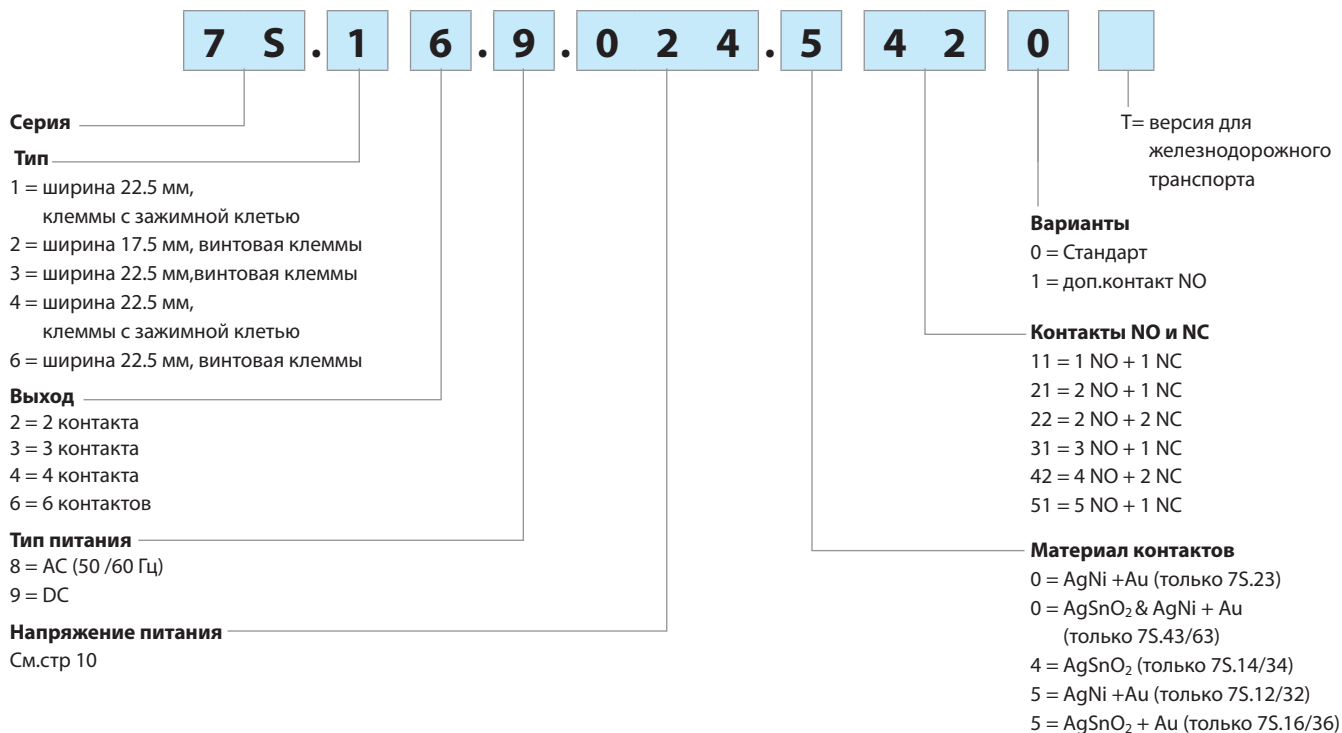 7 S . 1 6 . 9 . 0 2 4 . 5 4 2 0
Серия
Тип
1 = ширина 22.5 мм,
клеммы с зажимной клетью
2 = ширина 17.5 мм, винтовая клеммы
3 = ширина 22.5 мм,винтовая клеммы
4 = ширина 22.5 мм,
клеммы с зажимной клетью
6 = ширина 22.5 мм, винтовая клеммы
Выход
2 = 2 контакта
3 = 3 контакта
4 = 4 контакта
6 = 6 контактов
Тип питания
8 = AC (50 /60 Гц)
9 = DC
Напряжение питания
См.стр 10
T= версия для
железнодорожного
транспорта
Варианты
0 = Стандарт
1 = доп.контакт NO
Контакты NO и NC
11 = 1 NO + 1 NC
21 = 2 NO + 1 NC
22 = 2 NO + 2 NC
31 = 3 NO + 1 NC
42 = 4 NO + 2 NC
51 = 5 NO + 1 NC
Материал контактов
0 = AgNi +Au (только 7S.23)
0 = AgSnO₂ & AgNi + Au
(только 7S.43/63)
4 = AgSnO₂ (только 7S.14/34)
5 = AgNi +Au (только 7S.12/32)
5 = AgSnO₂ + Au (только 7S.16/36)